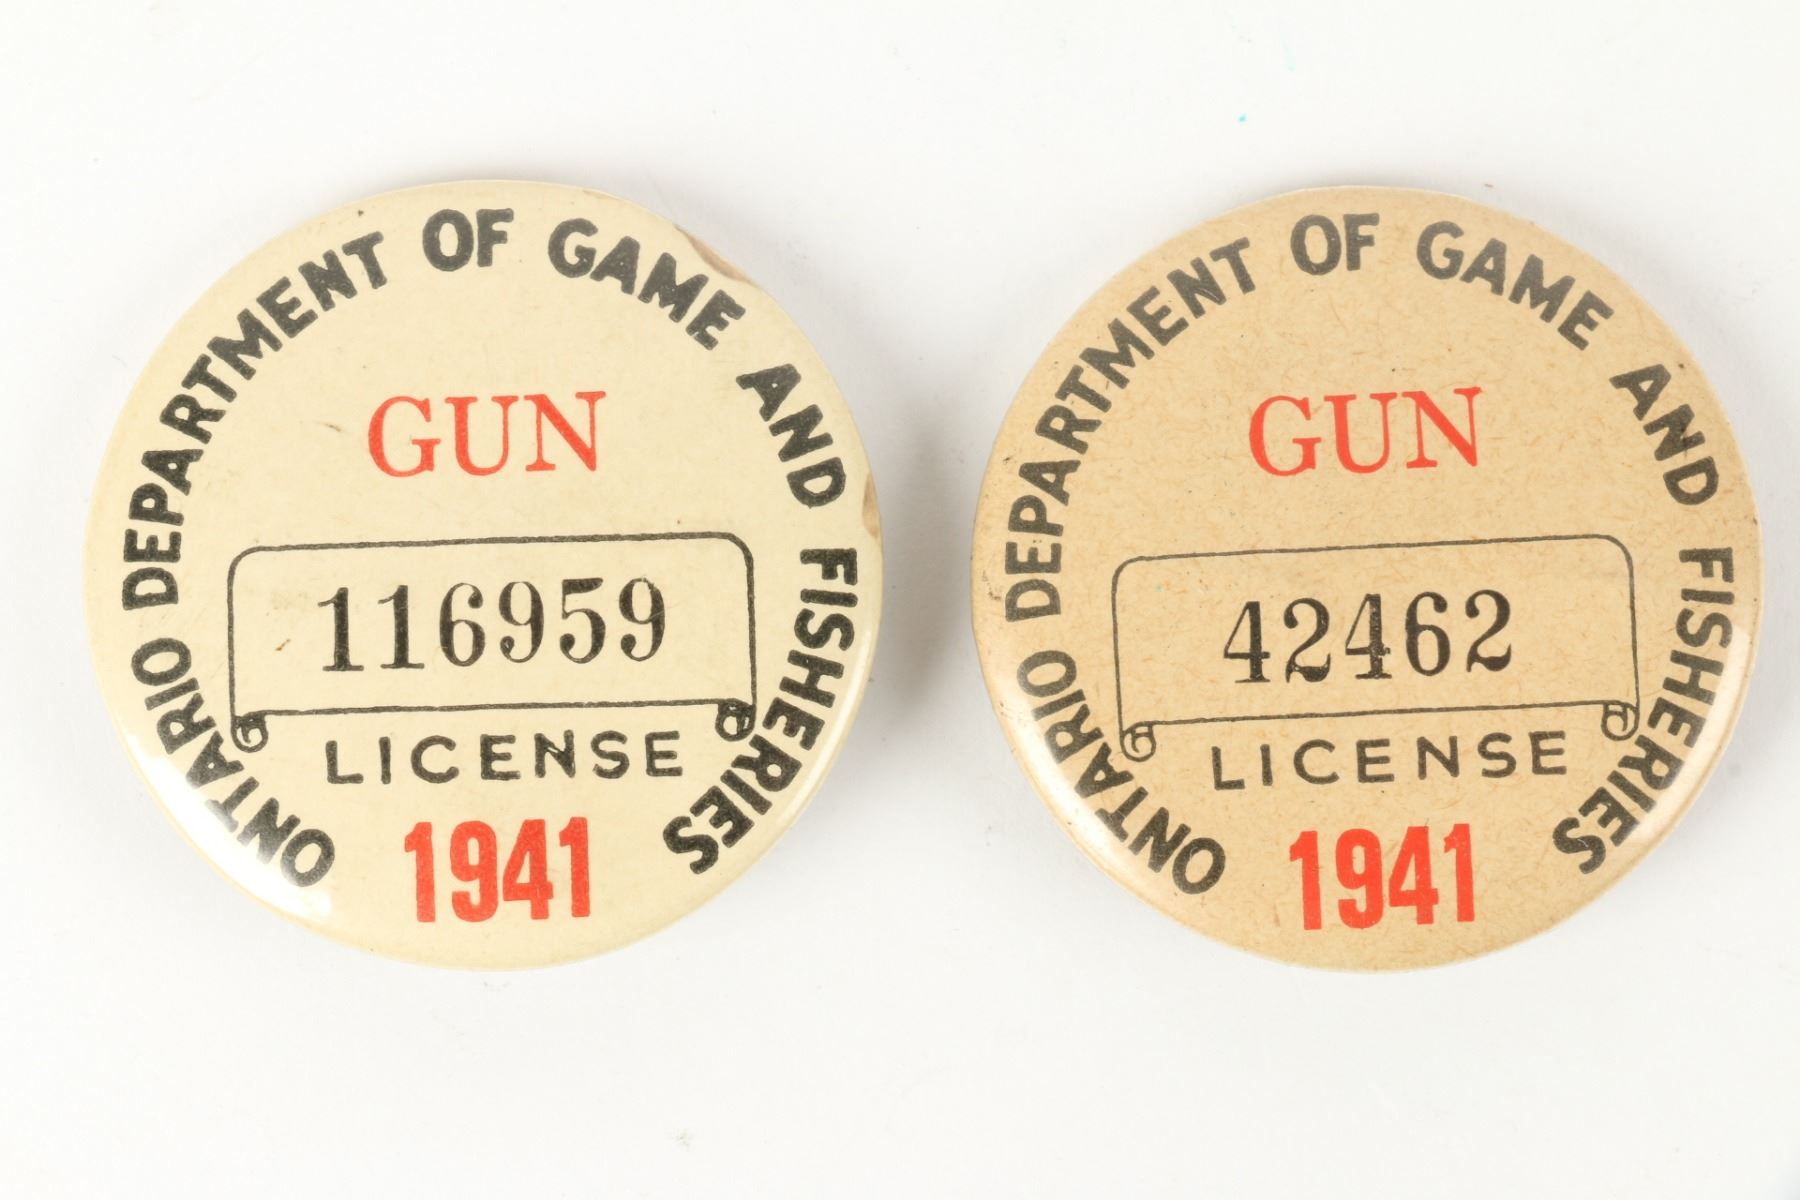 ONTARIO DEPARTMENT OF GAME AND FISHERIES
GUN
116959
LICENSE
1941
ONTARIO DEPARTMENT OF GAME AND FISHERIES
GUN
42462
LICENSE
1941